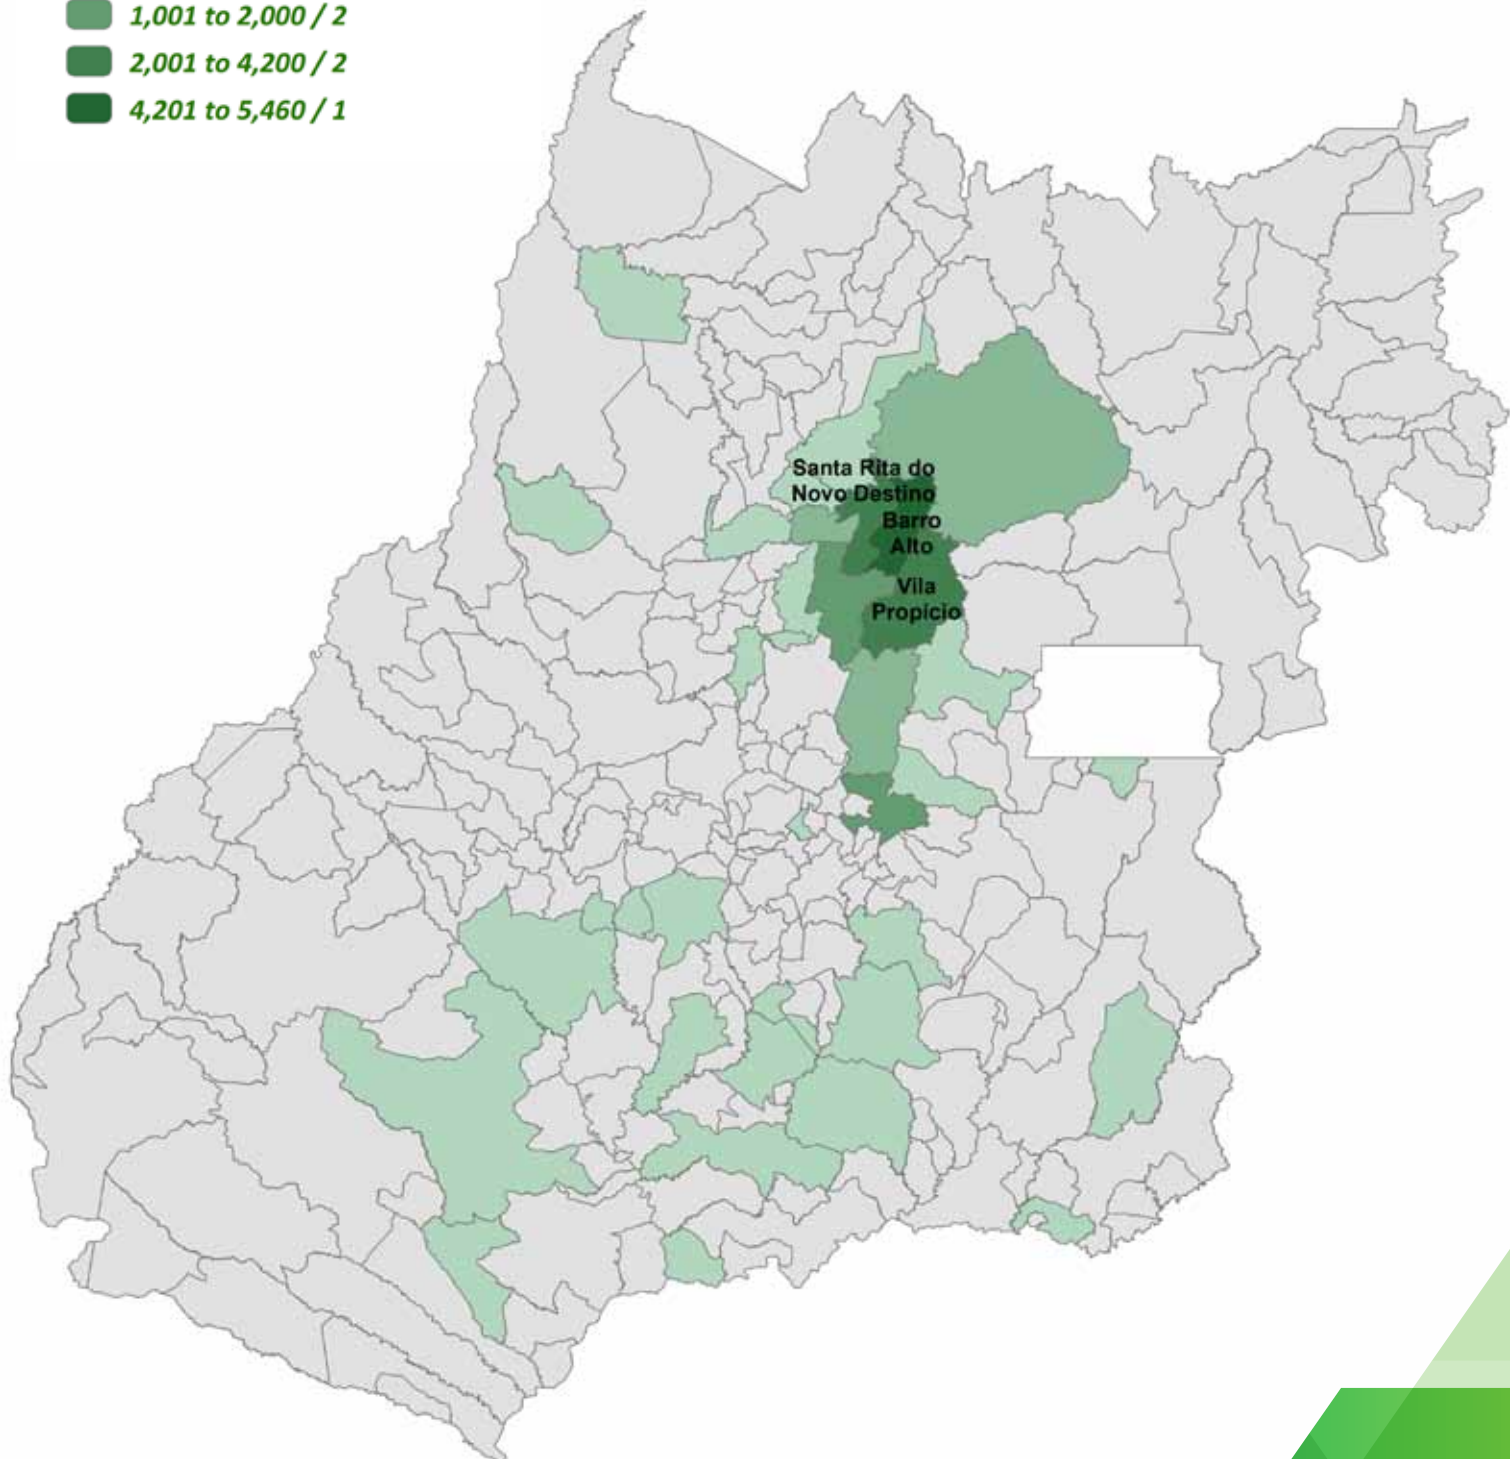 1,001 to 2,000 / 2
2,001 to 4,200 / 2
4,201 to 5,460 / 1
Santa Rita do
Novo Destino
Barro
Alto
Vila
Propício